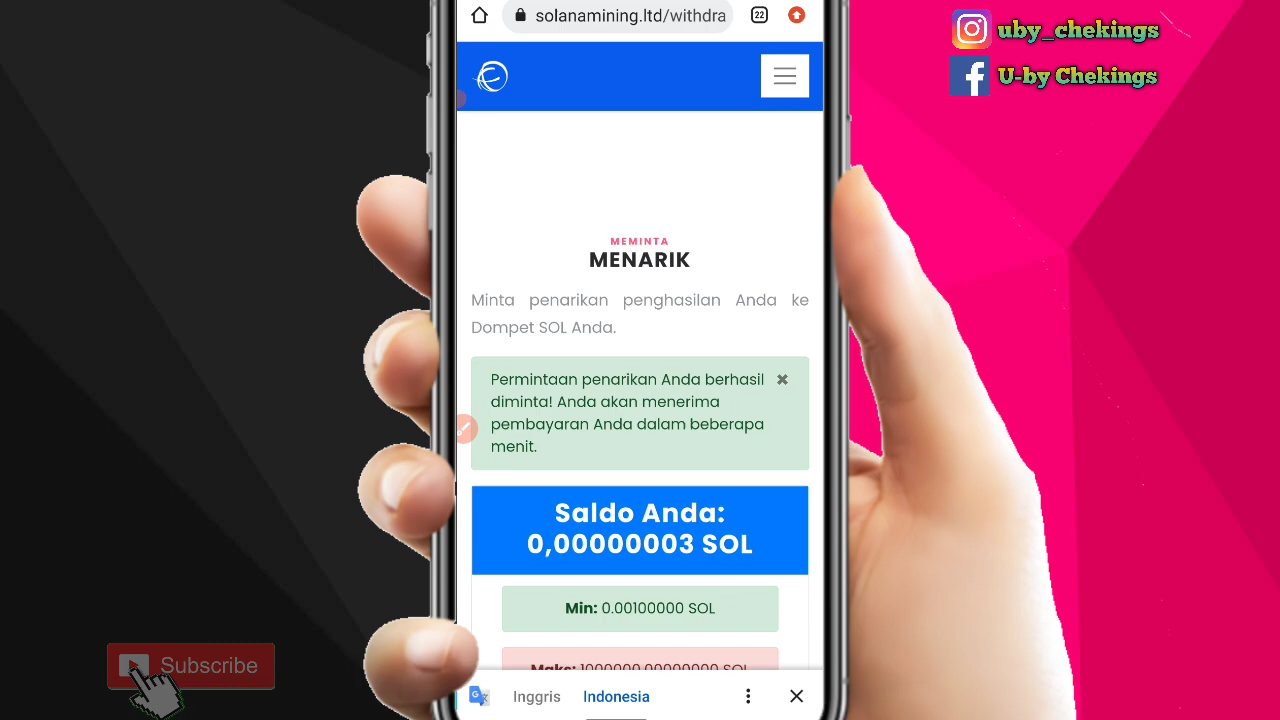 solanamining.ltd/withdra
22
uby_chekings
U-by Chekings
MEMINTA
MENARIK
Minta penarikan penghasilan Anda ke
Dompet SOL Anda.
Permintaan penarikan Anda berhasil
diminta! Anda akan menerima
pembayaran Anda dalam beberapa
menit.
Saldo Anda:
0,00000003 SOL
Min: 0.00100000 SOL
Maks: 1000000.00000000 SOL
Inggris Indonesia
Subscribe